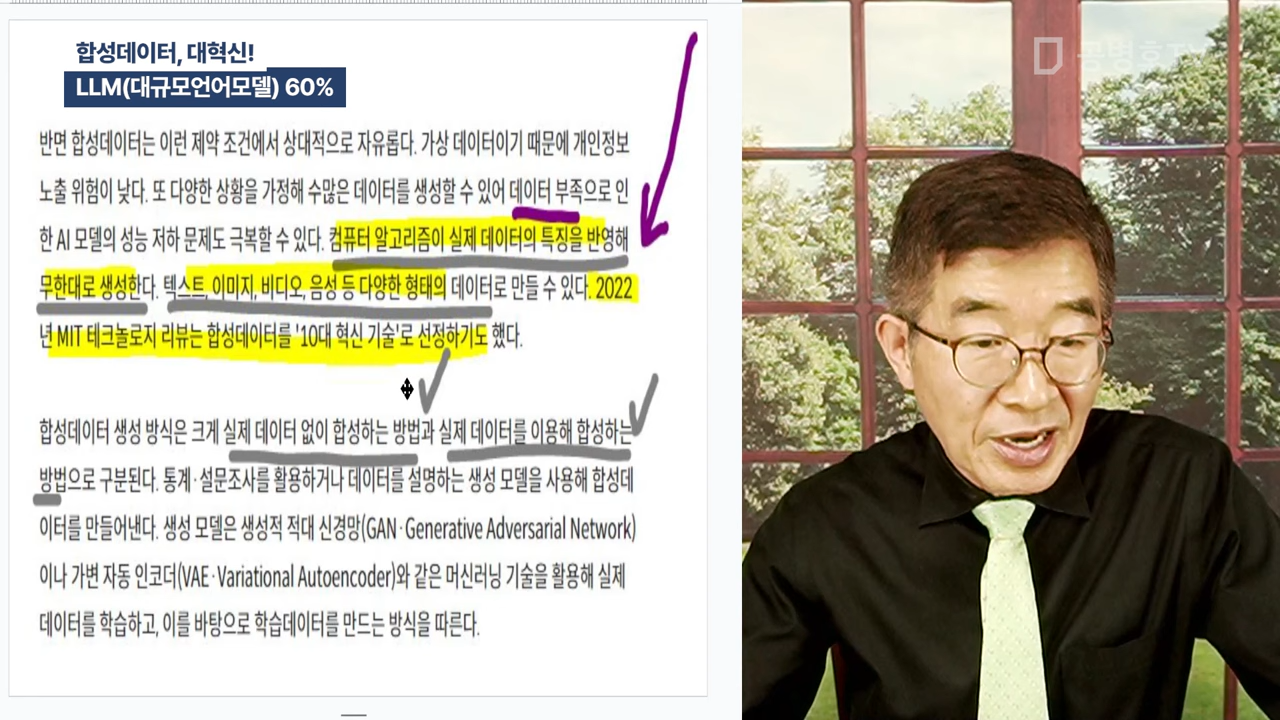 합성데이터, 대혁신!
LLM(대규모언어모델) 60%
반면 합성데이터는 이런 제약 조건에서 상대적으로 자유롭다. 가상 데이터이기 때문에 개인정보
노출 위험이 낮다. 또 다양한 상황을 가정해 수많은 데이터를 생성할 수 있어 데이터 부족으로 인
한 AI 모델의 성능 저하 문제도 극복할 수 있다. 컴퓨터 알고리즘이 실제 데이터의 특징을 반영해
무한대로 생성한다. 텍스트, 이미지, 비디오, 음성 등 다양한 형태의 데이터로 만들 수 있다. 2022
년 MIT 테크놀로지 리뷰는 합성데이터를 '10대 혁신 기술'로 선정하기도 했다.
합성데이터 생성 방식은 크게 실제 데이터 없이 합성하는 방법과 실제 데이터를 이용해 합성하는
방법으로 구분된다. 통계·설문조사를 활용하거나 데이터를 설명하는 생성 모델을 사용해 합성데
이터를 만들어낸다. 생성 모델은 생성적 적대 신경망(GAN·Generative Adversarial Network)
이나 가변 자동 인코더(VAE·Variational Autoencoder)와 같은 머신러닝 기술을 활용해 실제
데이터를 학습하고, 이를 바탕으로 학습데이터를 만드는 방식을 따른다.
공병호TV